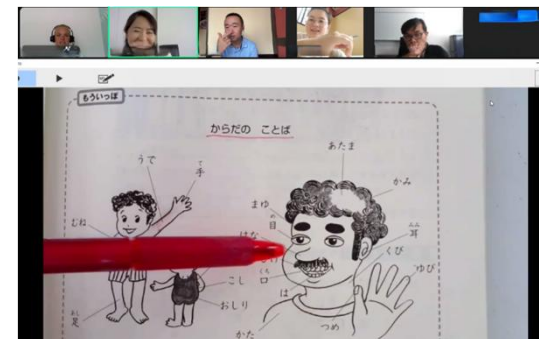 もういっぽ
からだの ことば
うで
て
手
むね
こし
おしり
あし
足
あたま
かみ
まゆ
め
目
はな
くち
口
は
みみ
耳
くび
ゆび
つめ
かた